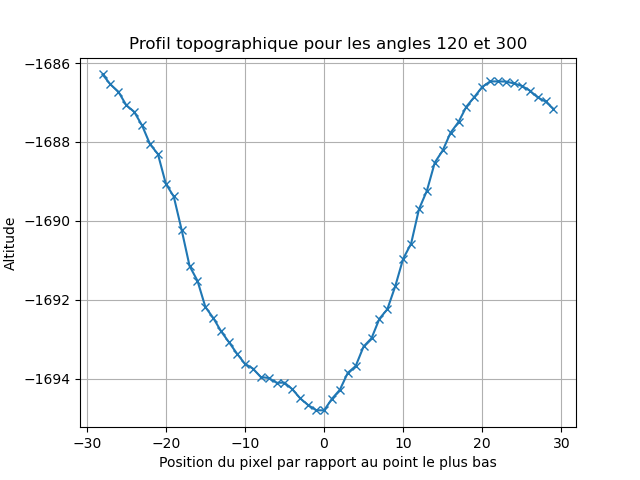 Profil topographique pour les angles 120 et 300
Altitude
−1686
−1688
−1690
−1692
−1694
−30 −20 −10 0 10 20 30
Position du pixel par rapport au point le plus bas